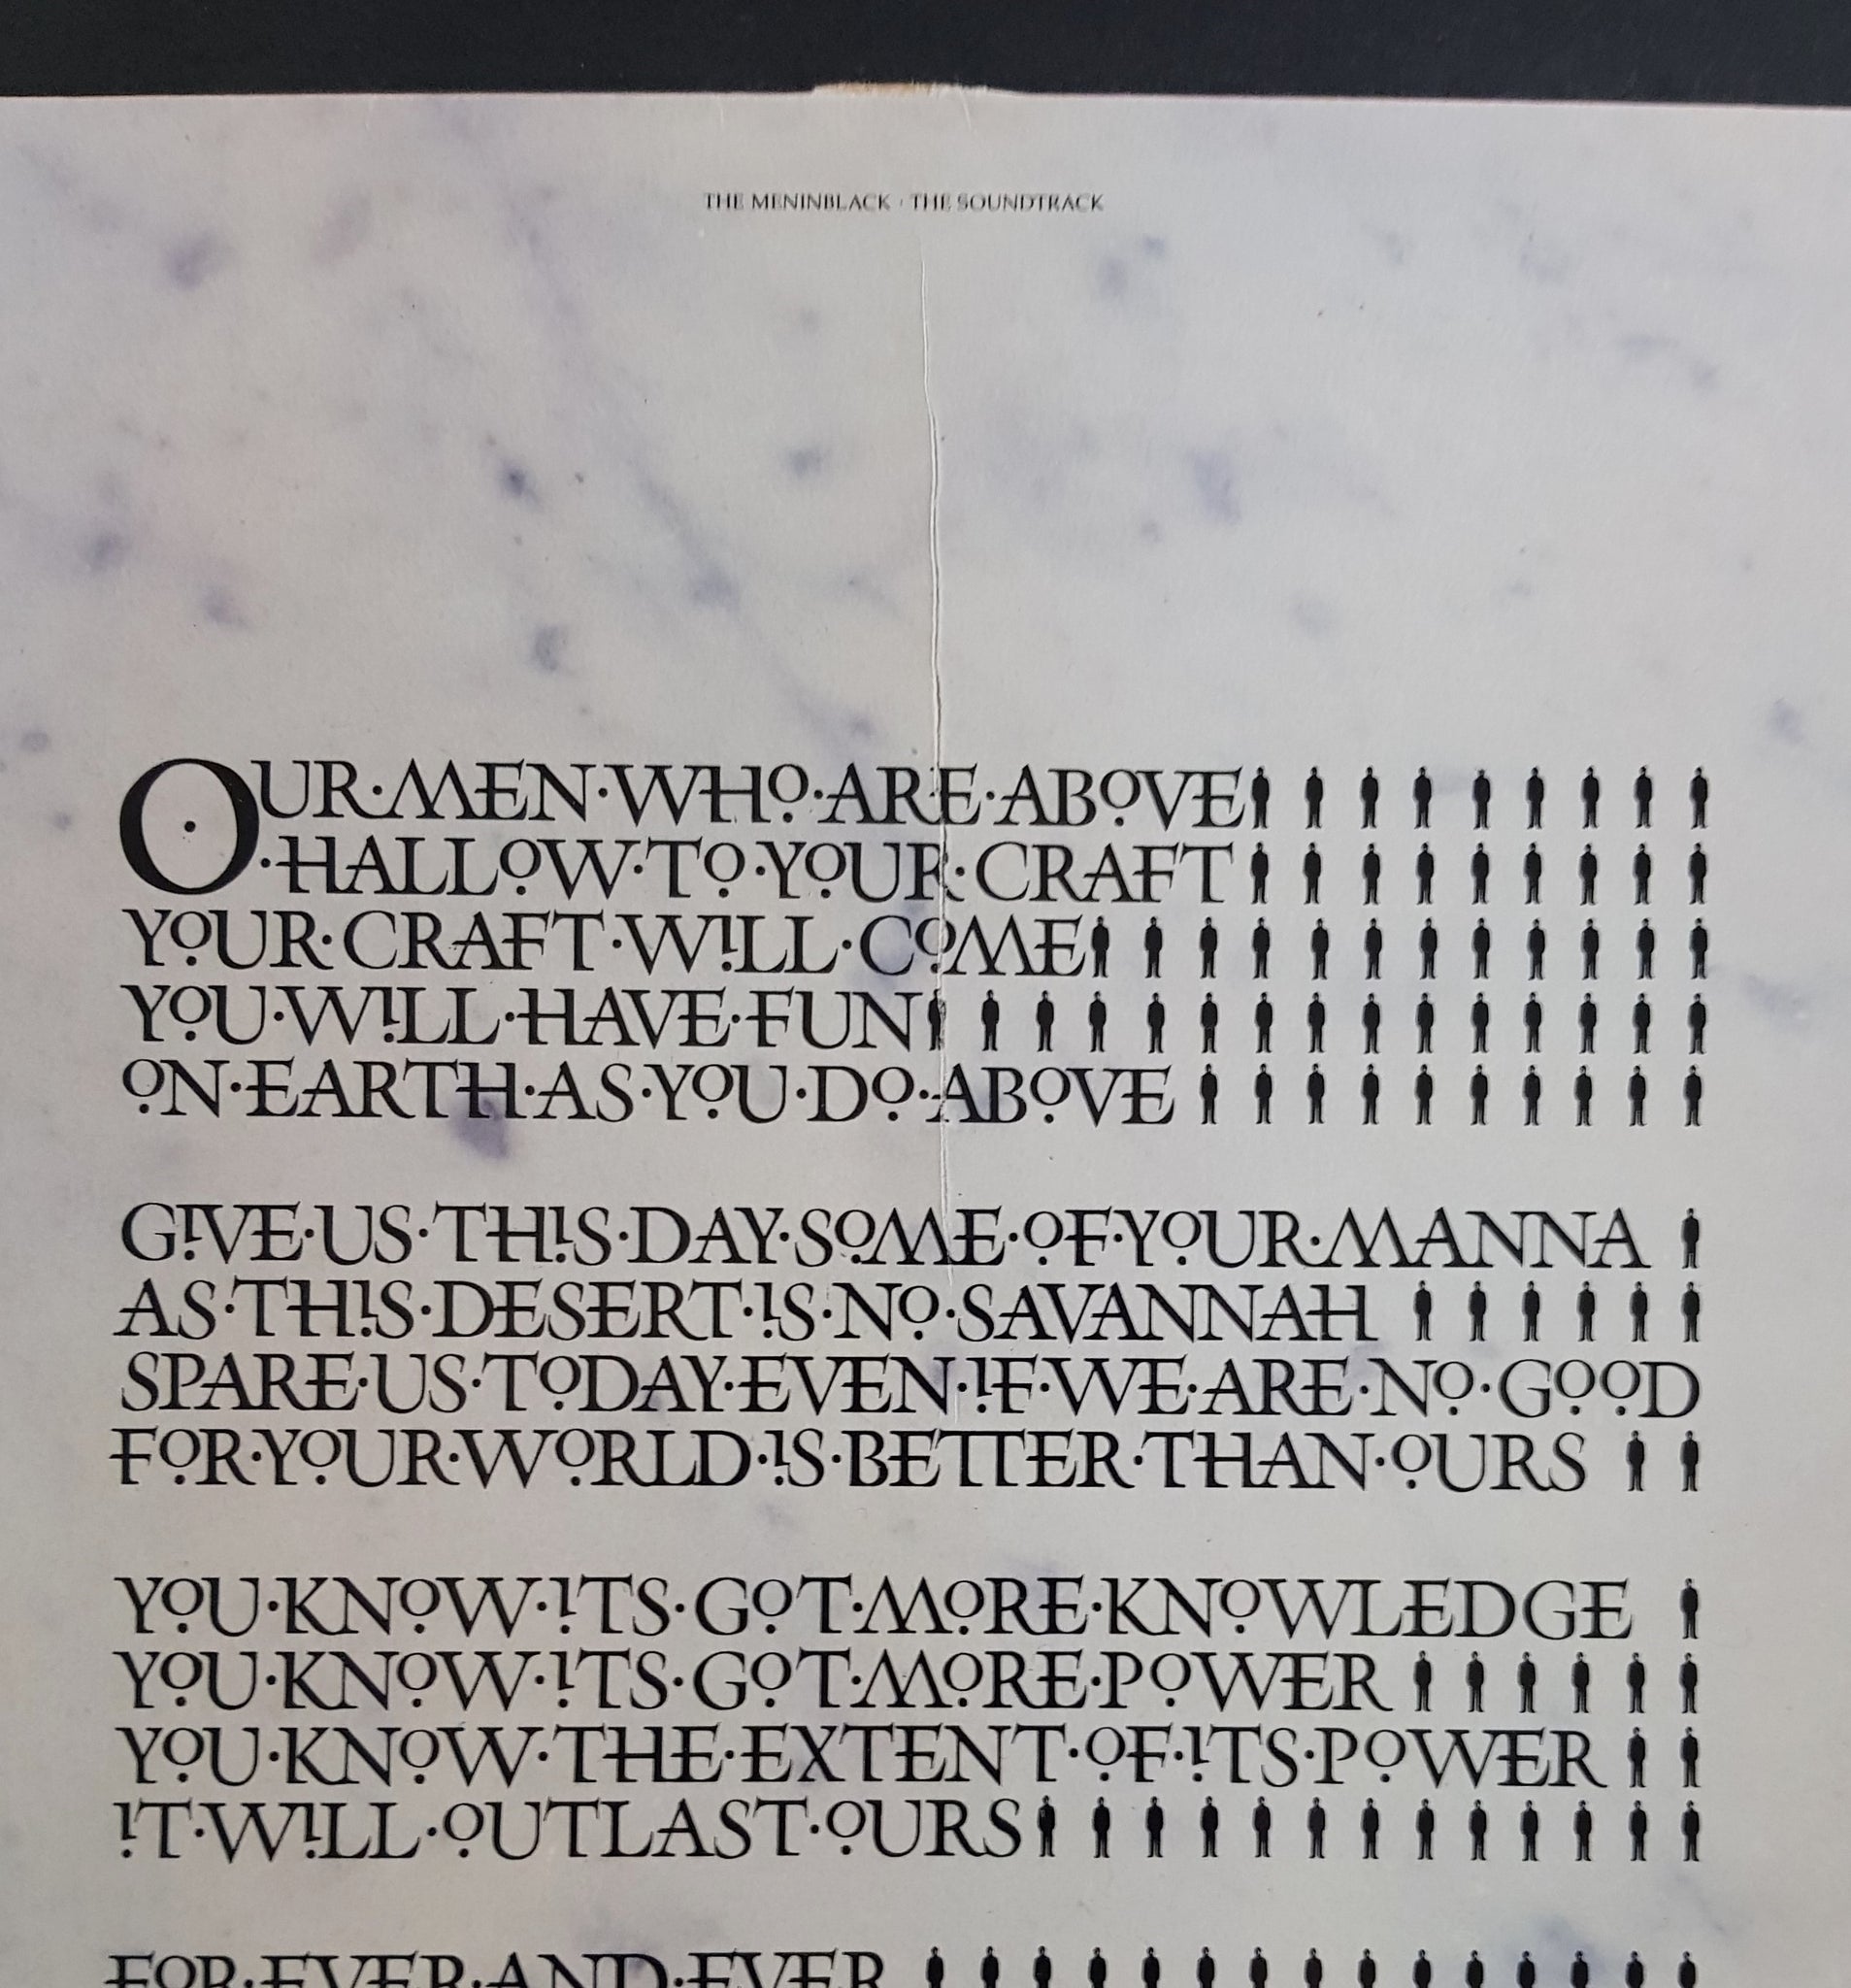 THE MENINBLACK · THE SOUNDTRACK
OUR·MEN·WHO·ARE·ABOVE
·HALLOW·TO·YOUR·CRAFT
YOUR·CRAFT·WILL·COME
YOU·WILL·HAVE·FUN
ON·EARTH·AS·YOU·DO·ABOVE
GIVE·US·THIS·DAY·SOME·OF·YOUR·MANNA
AS·THIS·DESERT·IS·NO·SAVANNAH
SPARE·US·TODAY·EVEN·IF·WE·ARE·NO·GOOD
FOR·YOUR·WORLD·IS·BETTER·THAN·OURS
YOU·KNOW·ITS·GOT·MORE·KNOWLEDGE
YOU·KNOW·ITS·GOT·MORE·POWER
YOU·KNOW·THE·EXTENT·OF·ITS·POWER
IT·WILL·OUTLAST·OURS
FOR·EVER·AND·EVER